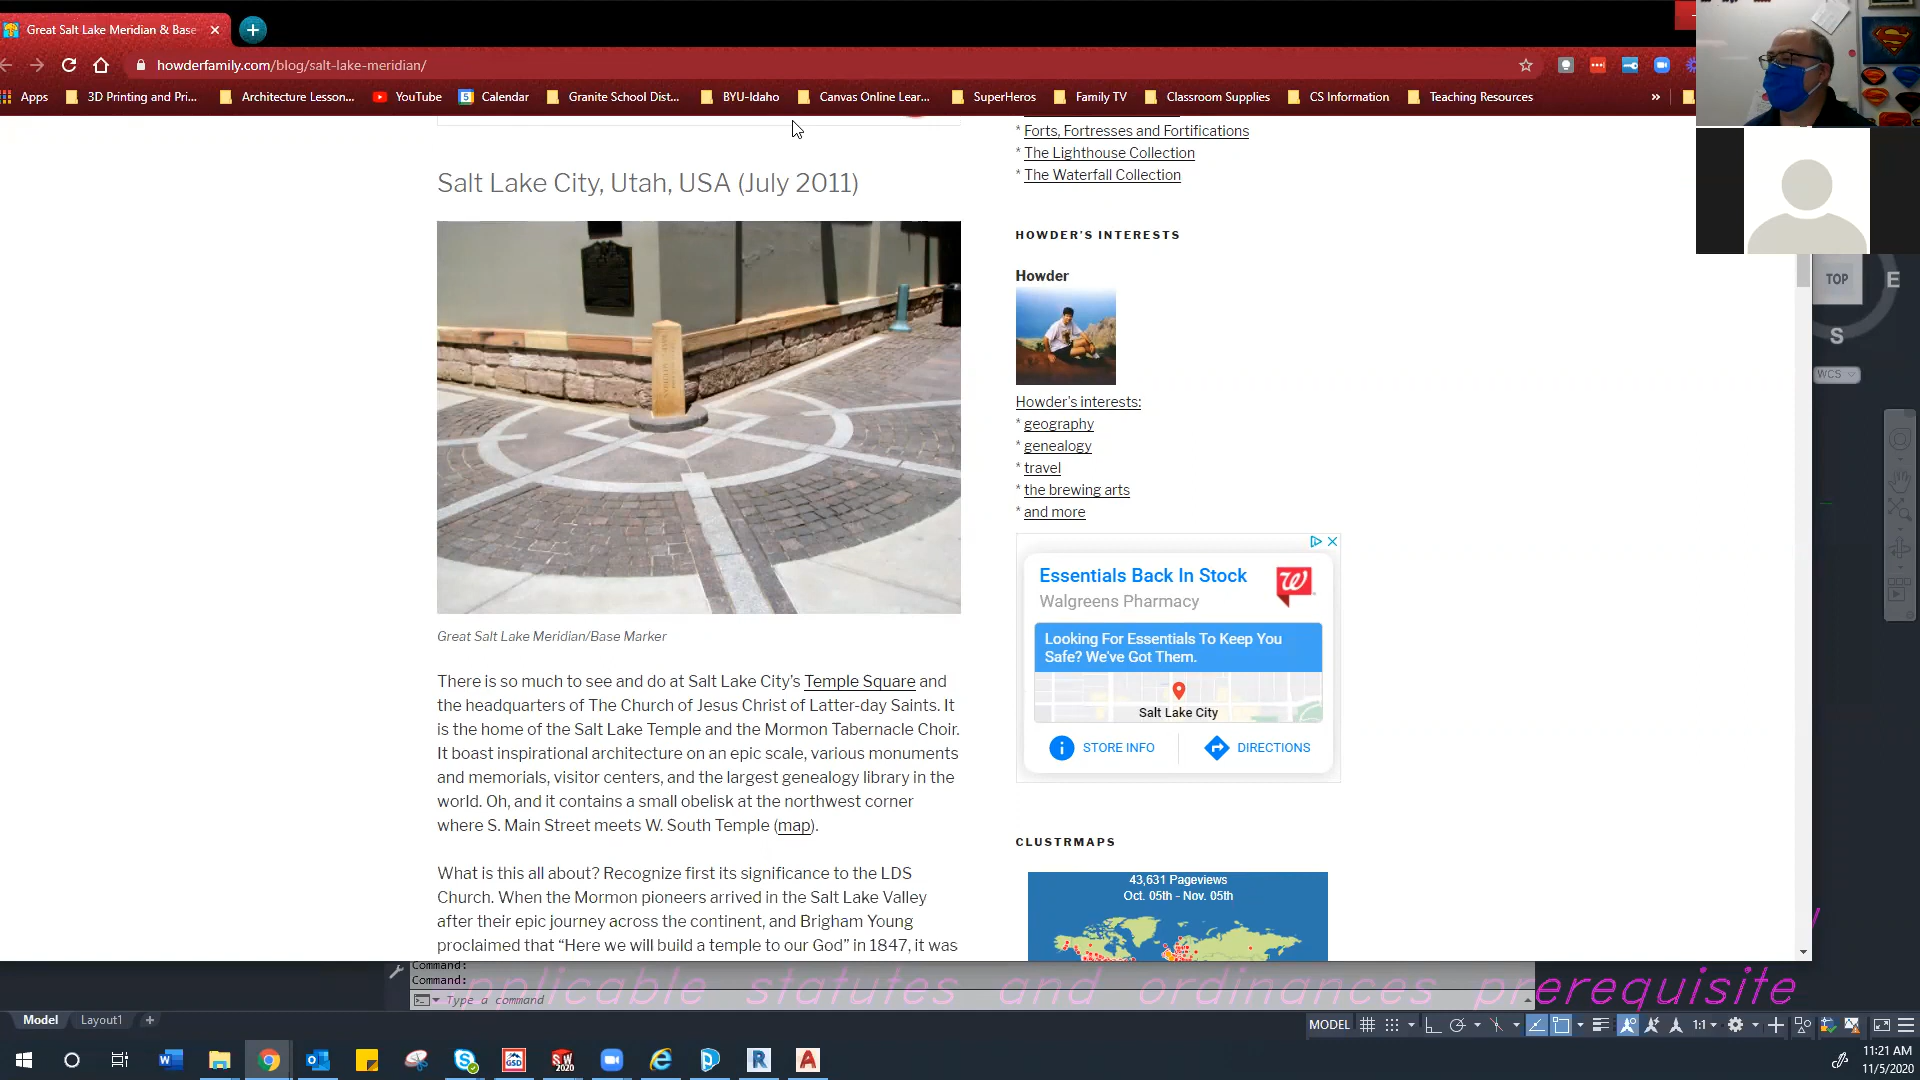 Great Salt Lake Meridian & Base
howderfamily.com/blog/salt-lake-meridian/
Apps
3D Printing and Pri...
Architecture Lesson...
YouTube
5
Calendar
Granite School Dist...
BYU-Idaho
Canvas Online Lear...
SuperHeros
Family TV
Classroom Supplies
CS Information
Teaching Resources
»
Salt Lake City, Utah, USA (July 2011)
Great Salt Lake Meridian/Base Marker
There is so much to see and do at Salt Lake City's Temple Square and
the headquarters of The Church of Jesus Christ of Latter-day Saints. It
is the home of the Salt Lake Temple and the Mormon Tabernacle Choir.
It boast inspirational architecture on an epic scale, various monuments
and memorials, visitor centers, and the largest genealogy library in the
world. Oh, and it contains a small obelisk at the northwest corner
where S. Main Street meets W. South Temple (map).
What is this all about? Recognize first its significance to the LDS
Church. When the Mormon pioneers arrived in the Salt Lake Valley
after their epic journey across the continent, and Brigham Young
proclaimed that “Here we will build a temple to our God” in 1847, it was
* Forts, Fortresses and Fortifications
* The Lighthouse Collection
* The Waterfall Collection
HOWDER'S INTERESTS
Howder
Howder's interests:
* geography
* genealogy
* travel
* the brewing arts
* and more
Essentials Back In Stock
Walgreens Pharmacy
Looking For Essentials To Keep You
Safe? We've Got Them.
Salt Lake City
STORE INFO
DIRECTIONS
CLUSTRMAPS
43,631 Pageviews
Oct. 05th - Nov. 05th
TOP
E
S
WCS
Command:
Command:
Type a command
applicable statutes and ordinances prerequisite
Model
Layout1
+
MODEL
1:1
GSD
SW
2020
11:21 AM
11/5/2020